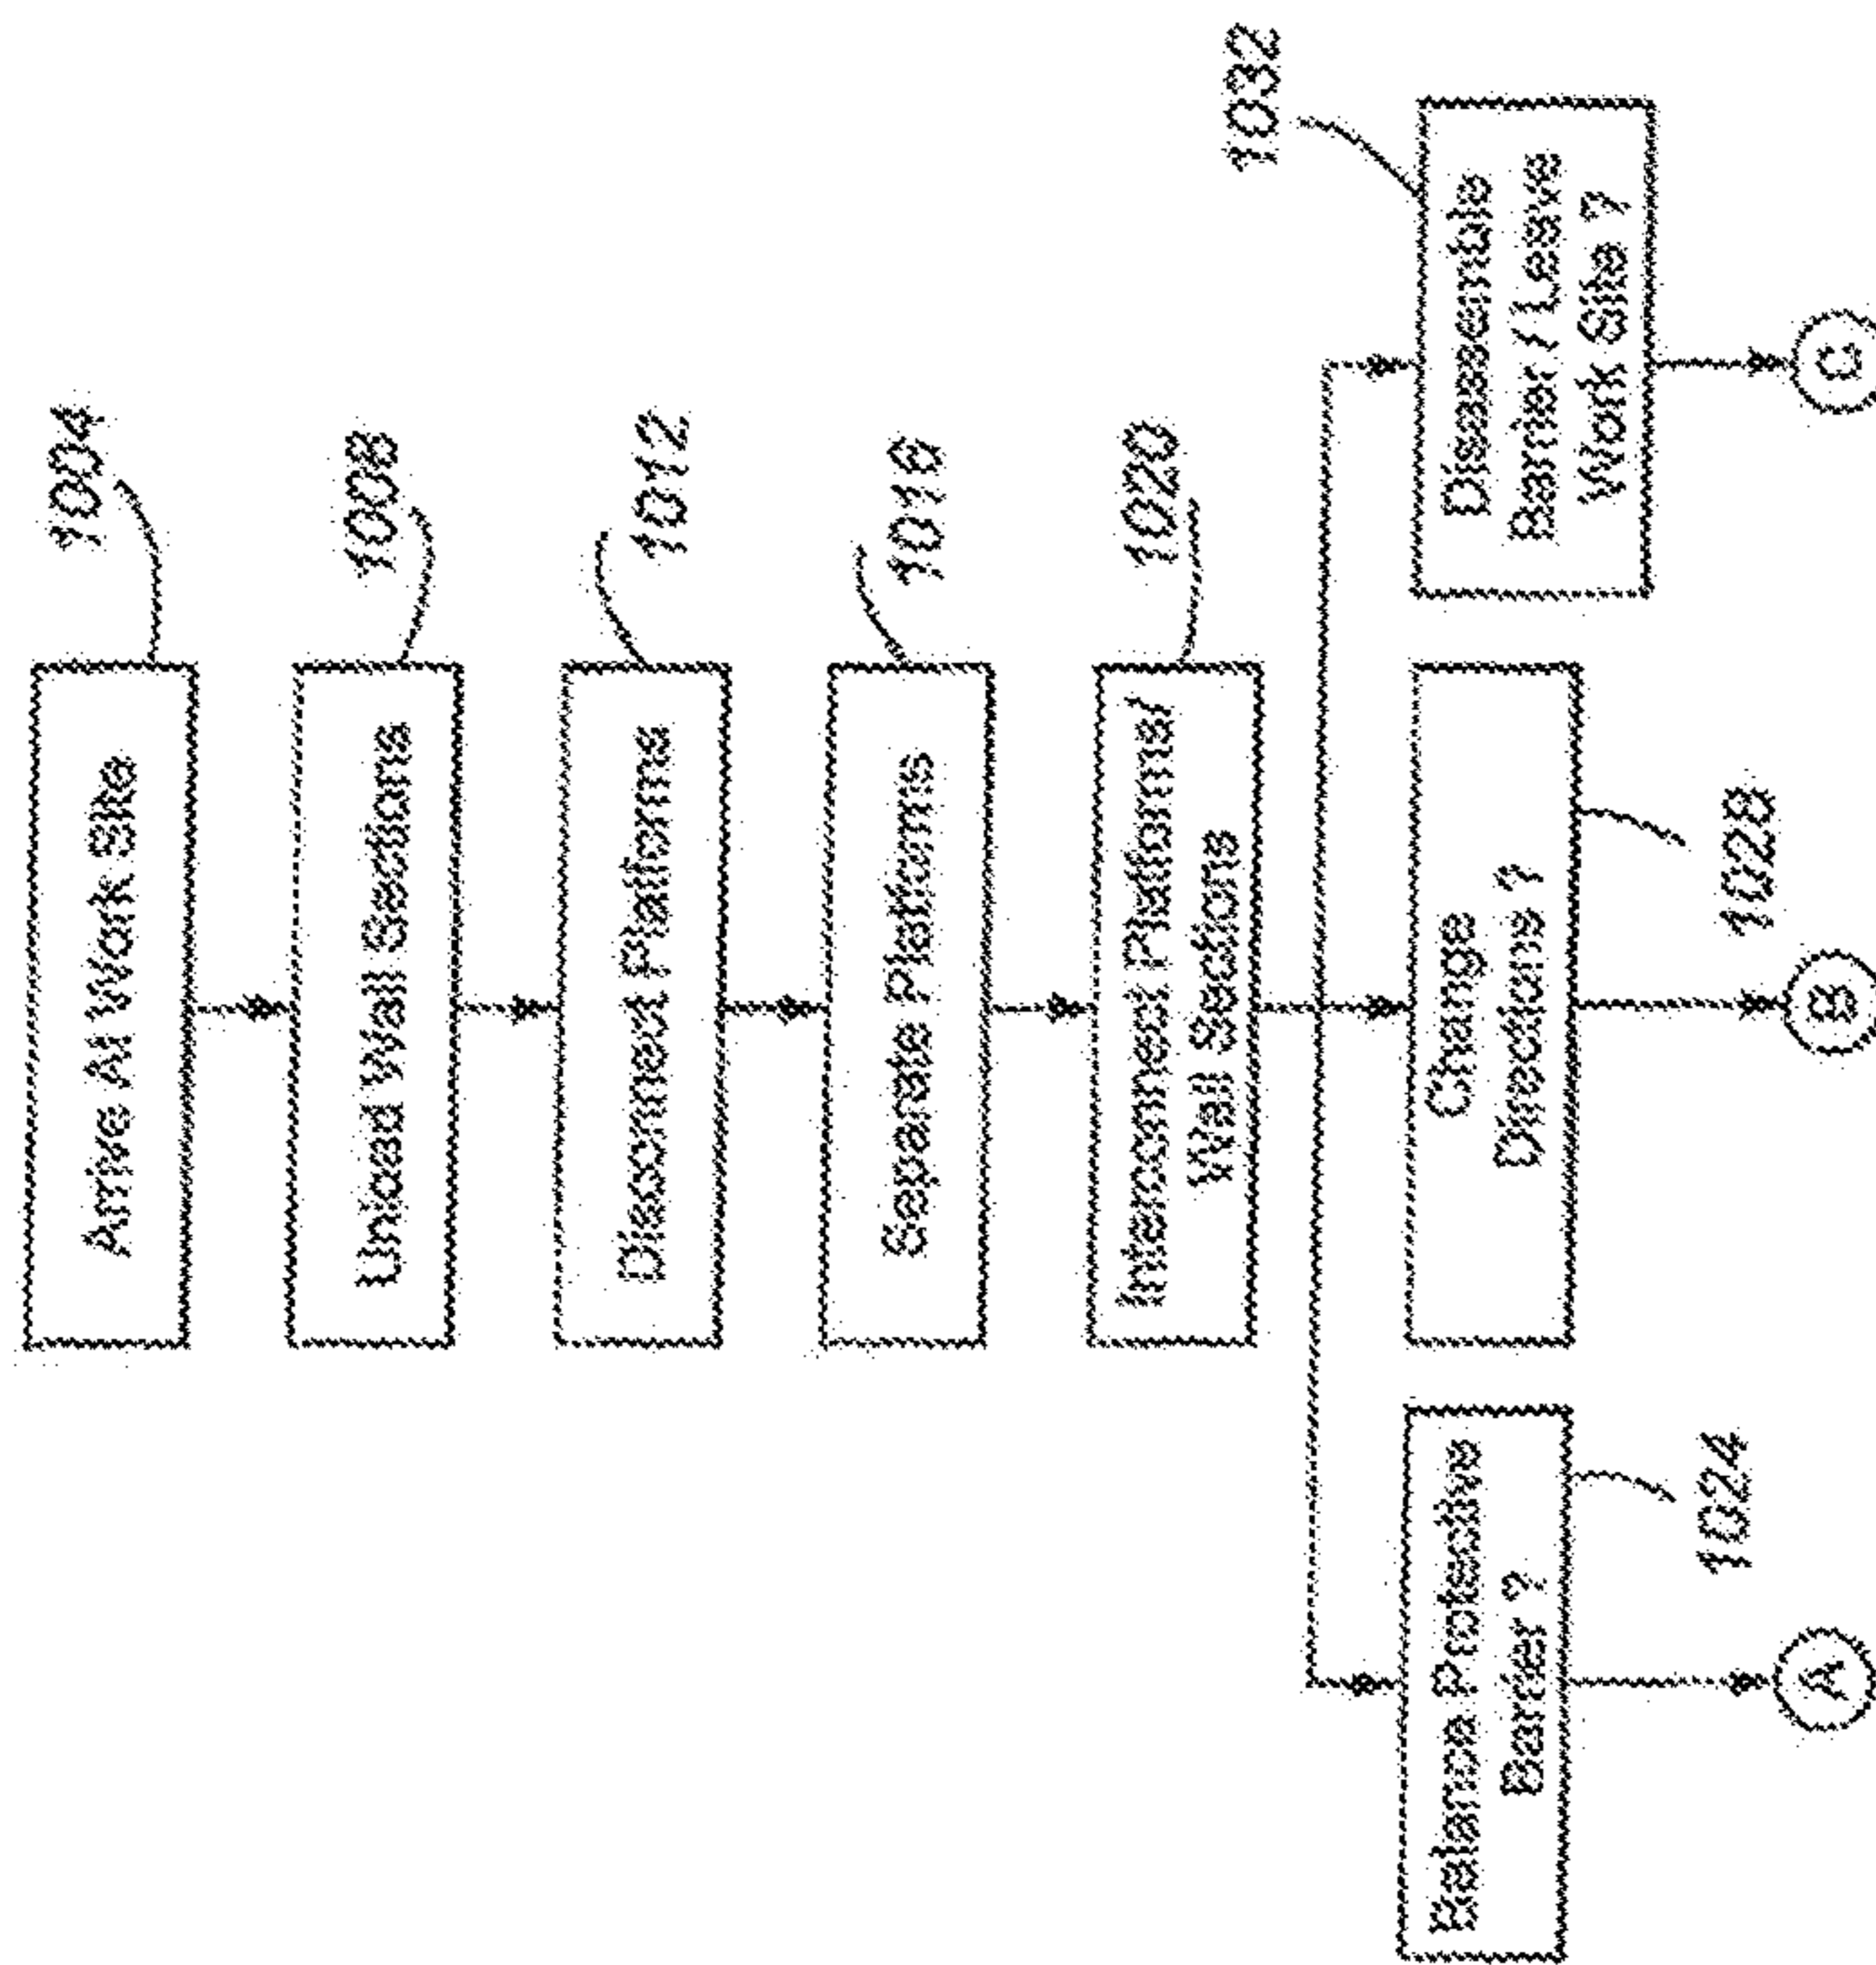 Arrive At Work Site
1004
Unload Wall Sections
1008
Disconnect Platforms
1012
Separate Platforms
1016
Interconnect Platforms/
Wall Sections
1020
Balance Protective
Barrier ?
1024
Change
Directions ?
1028
Disassemble
Barrier / Leave
Work Site ?
1032
A
B
C